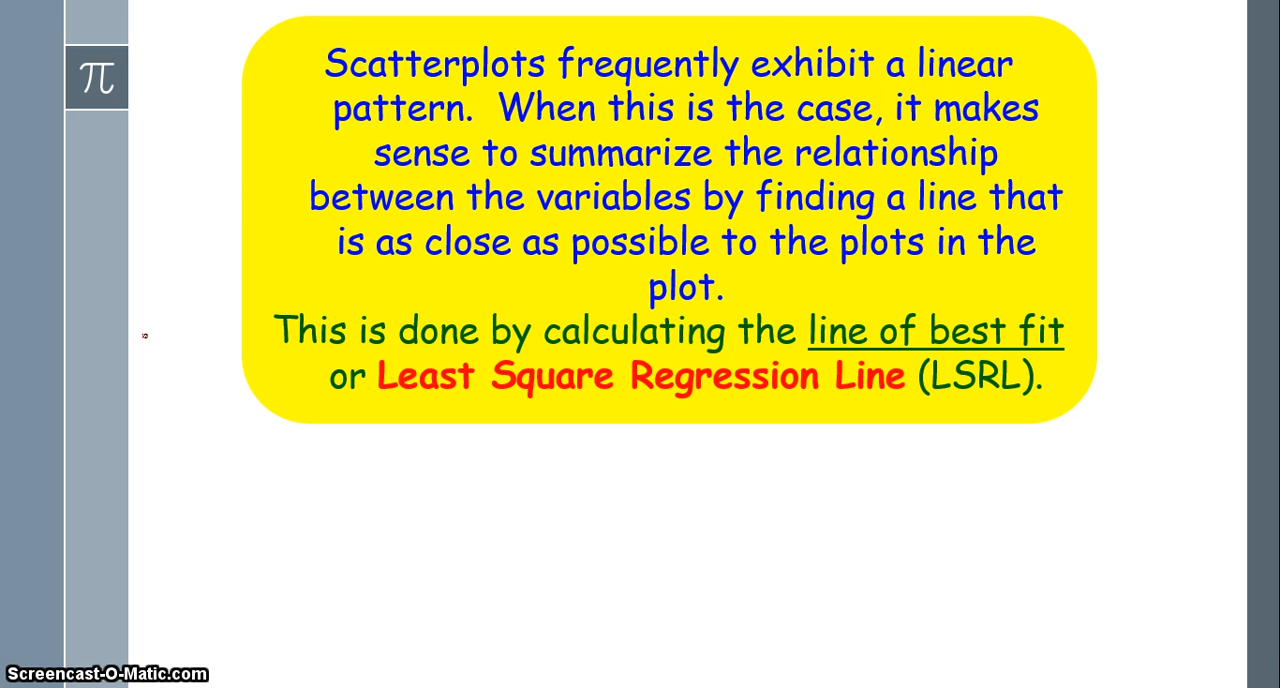 π
Scatterplots frequently exhibit a linear
pattern. When this is the case, it makes
sense to summarize the relationship
between the variables by finding a line that
is as close as possible to the plots in the
plot.
This is done by calculating the line of best fit
or Least Square Regression Line (LSRL).
Screencast-O-Matic.com